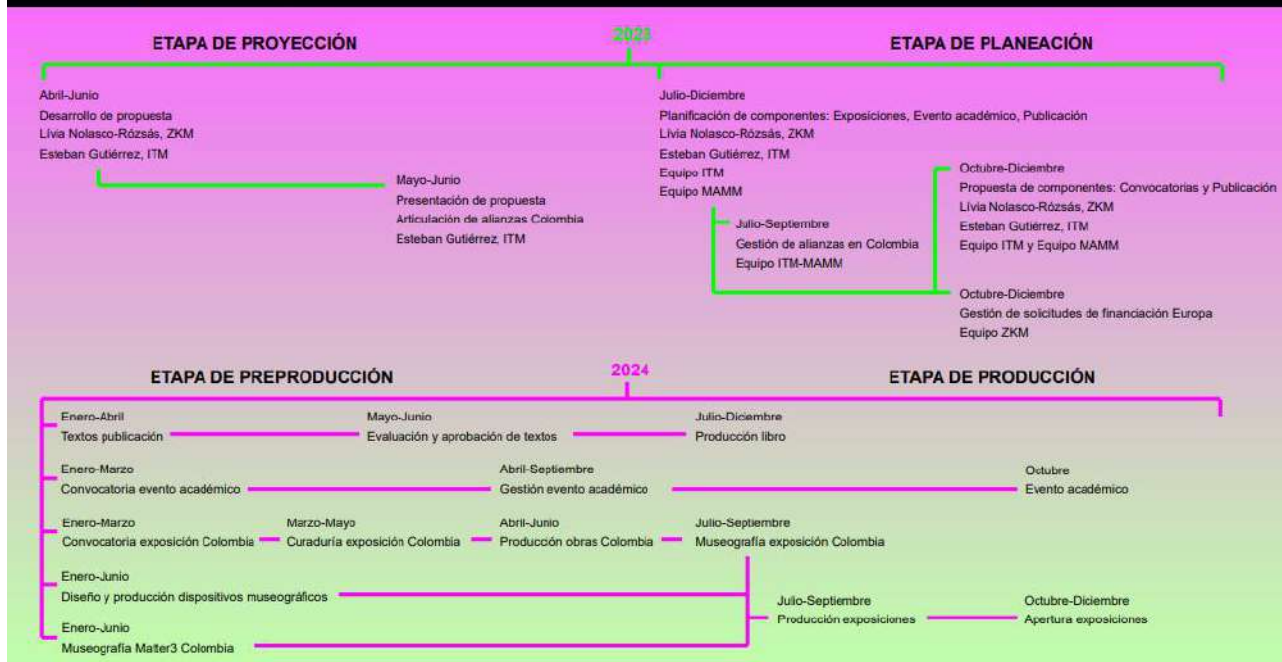 2023
ETAPA DE PROYECCIÓN
ETAPA DE PLANEACIÓN
Abril-Junio
Desarrollo de propuesta
Lívia Nolasco-Rózsás, ZKM
Esteban Gutiérrez, ITM
Mayo-Junio
Presentación de propuesta
Articulación de alianzas Colombia
Esteban Gutiérrez, ITM
Julio-Diciembre
Planificación de componentes: Exposiciones, Evento académico, Publicación
Lívia Nolasco-Rózsás, ZKM
Esteban Gutiérrez, ITM
Equipo ITM
Equipo MAMM
Julio-Septiembre
Gestión de alianzas en Colombia
Equipo ITM-MAMM
Octubre-Diciembre
Propuesta de componentes: Convocatorias y Publicación
Lívia Nolasco-Rózsás, ZKM
Esteban Gutiérrez, ITM
Equipo ITM y Equipo MAMM
Octubre-Diciembre
Gestión de solicitudes de financiación Europa
Equipo ZKM
2024
ETAPA DE PREPRODUCCIÓN
ETAPA DE PRODUCCIÓN
Enero-Abril
Textos publicación
Mayo-Junio
Evaluación y aprobación de textos
Julio-Diciembre
Producción libro
Enero-Marzo
Convocatoria evento académico
Abril-Septiembre
Gestión evento académico
Octubre
Evento académico
Enero-Marzo
Convocatoria exposición Colombia
Marzo-Mayo
Curaduría exposición Colombia
Abril-Junio
Producción obras Colombia
Julio-Septiembre
Museografía exposición Colombia
Enero-Junio
Diseño y producción dispositivos museográficos
Julio-Septiembre
Producción exposiciones
Octubre-Diciembre
Apertura exposiciones
Enero-Junio
Museografía Matter3 Colombia